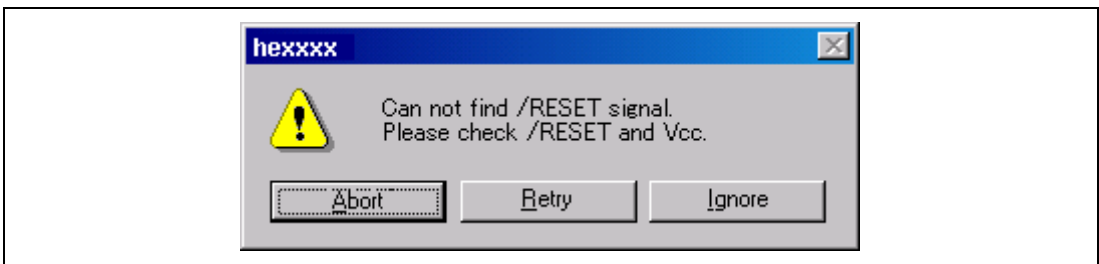 hexxxx
Can not find /RESET signal.
Please check /RESET and Vcc.
Abort Retry Ignore